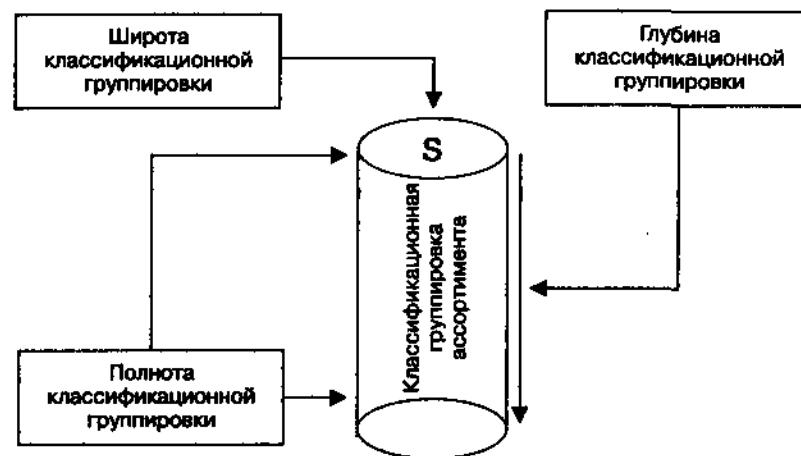 Широта
классификационной
группировки
Глубина
классификационной
группировки
S
Классификационная
группировка
ассортимента
Полнота
классификационной
группировки